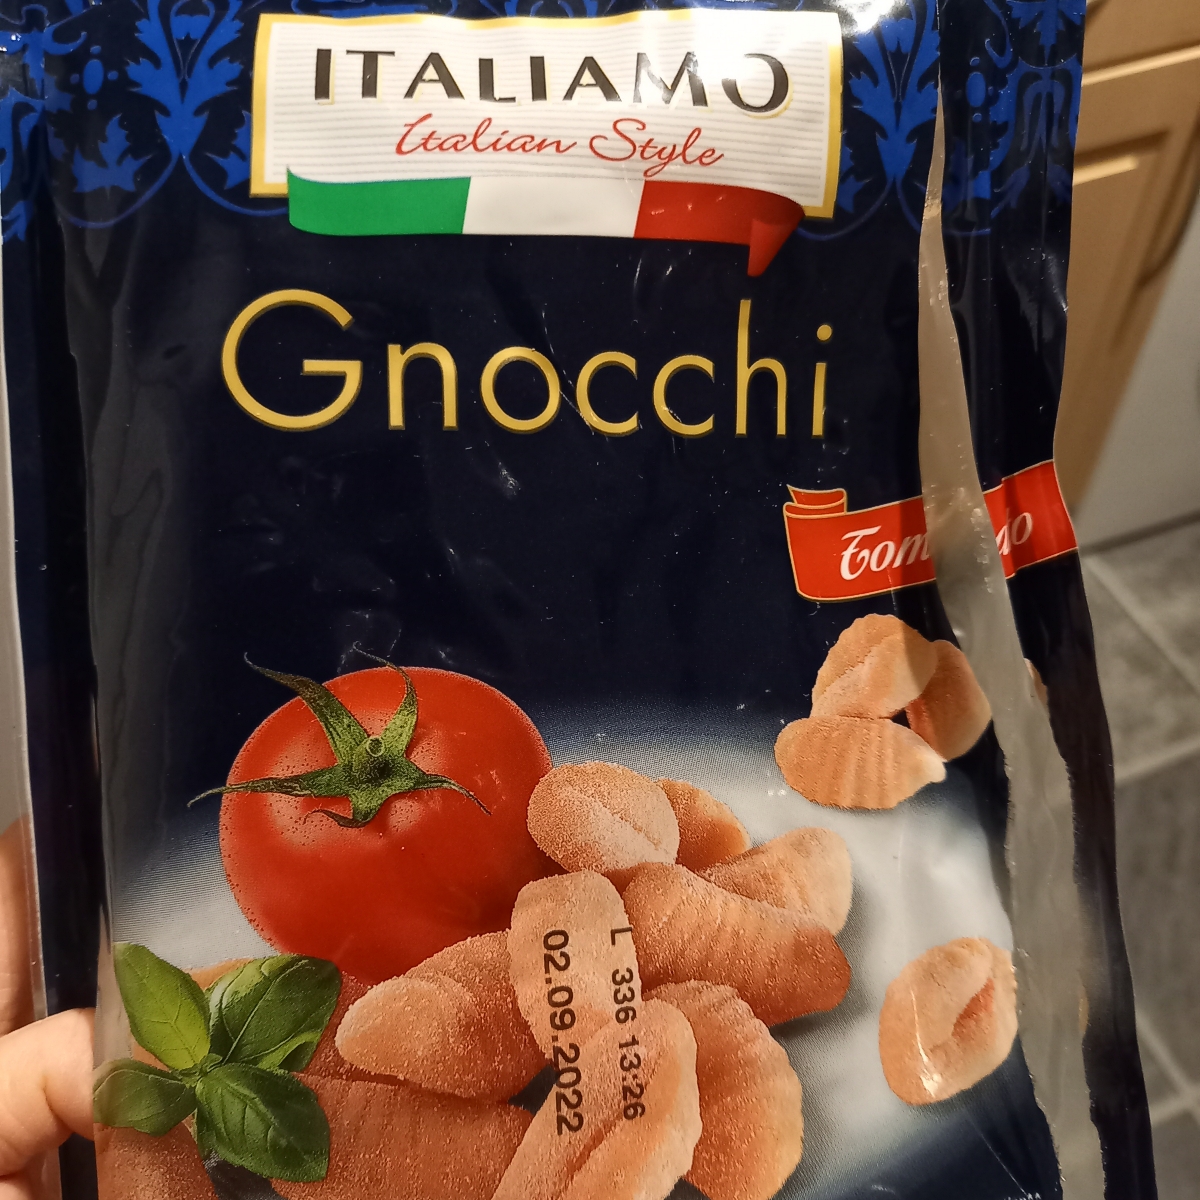 ITALIAMO
Italian Style
Gnocchi
L 336 13:26
02.09.2022